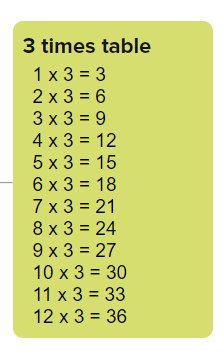 3 times table
1 x 3 = 3
2 x 3 = 6
3 x 3 = 9
4 x 3 = 12
5 x 3 = 15
6 x 3 = 18
7 x 3 = 21
8 x 3 = 24
9 x 3 = 27
10 x 3 = 30
11 x 3 = 33
12 x 3 = 36